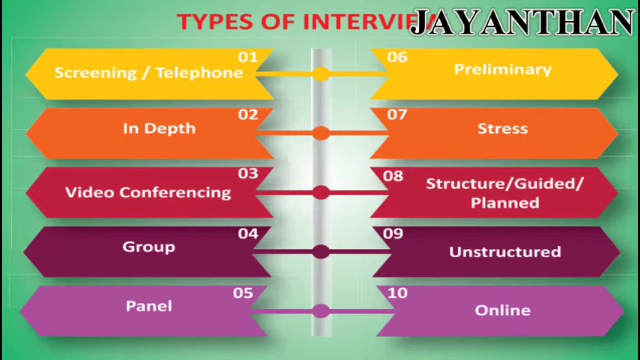 TYPES OF INTERVIEW
JAYANTHAN
01
Screening / Telephone
02
In Depth
03
Video Conferencing
04
Group
05
Panel
06
Preliminary
07
Stress
08
Structure/Guided/
Planned
09
Unstructured
10
Online